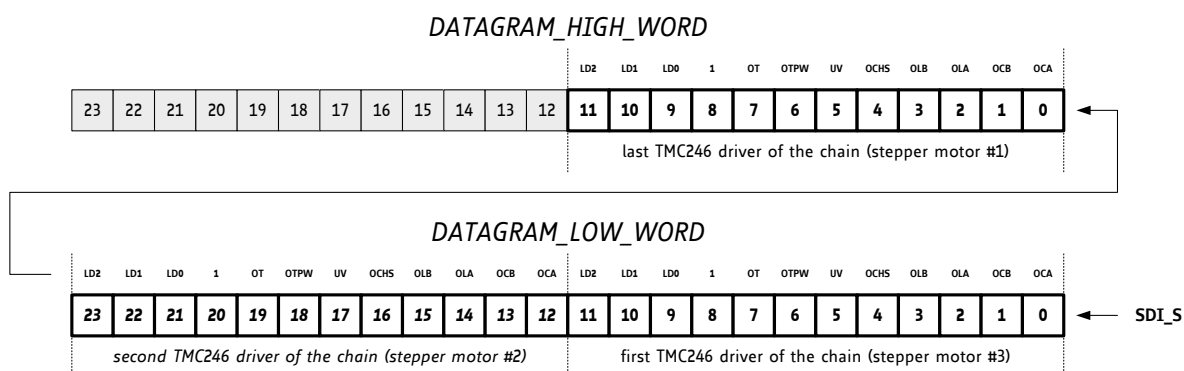 DATAGRAM_HIGH_WORD
LD2 LD1 LD0 1 OT OTPW UV OCHS OLB OLA OCB OCA
23 22 21 20 19 18 17 16 15 14 13 12 11 10 9 8 7 6 5 4 3 2 1 0
last TMC246 driver of the chain (stepper motor #1)
DATAGRAM_LOW_WORD
LD2 LD1 LD0 1 OT OTPW UV OCHS OLB OLA OCB OCA LD2 LD1 LD0 1 OT OTPW UV OCHS OLB OLA OCB OCA
23 22 21 20 19 18 17 16 15 14 13 12 11 10 9 8 7 6 5 4 3 2 1 0 SDI_S
second TMC246 driver of the chain (stepper motor #2) first TMC246 driver of the chain (stepper motor #3)